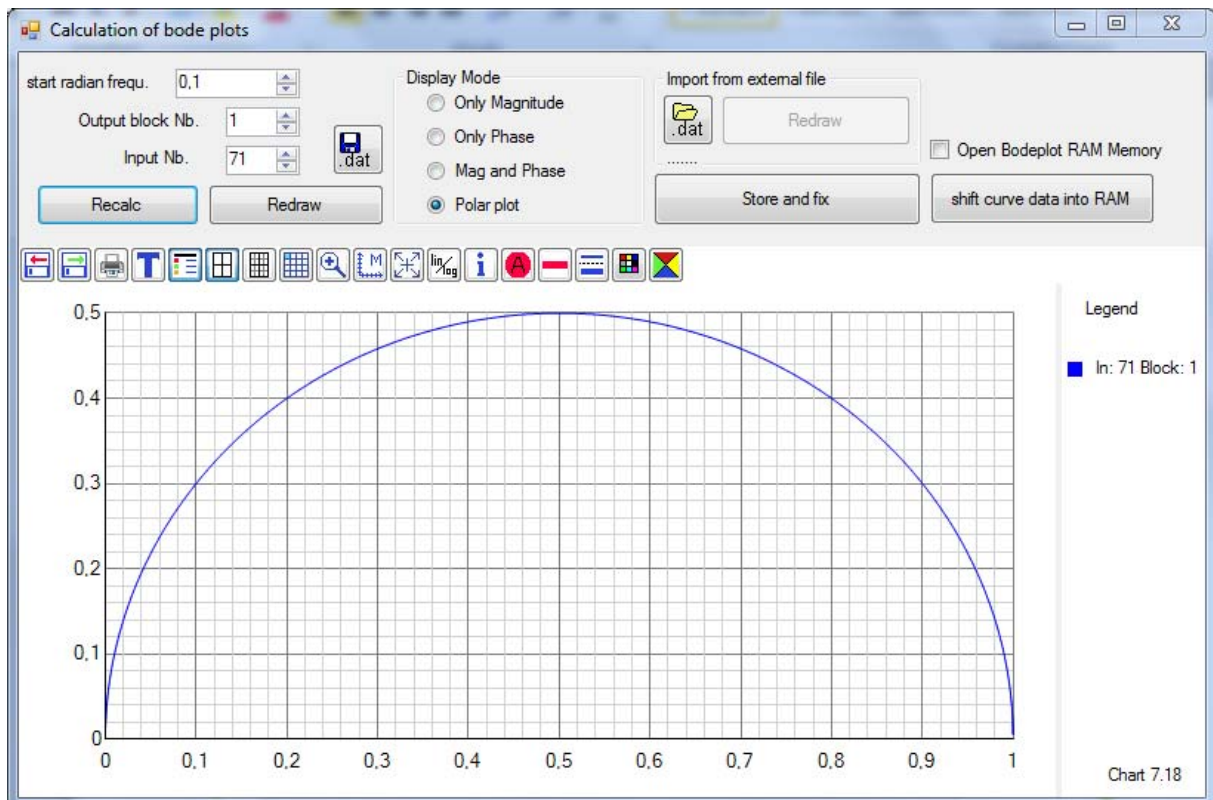 Calculation of bode plots
start radian frequ. 0,1
Output block Nb. 1
Input Nb. 71
.dat
Recalc
Redraw
Display Mode
Only Magnitude
Only Phase
Mag and Phase
Polar plot
Import from external file
.dat
Redraw
.......
Store and fix
Open Bodeplot RAM Memory
shift curve data into RAM
T
M
lin/log
i
A
0,5
0,4
0,3
0,2
0,1
0
0 0,1 0,2 0,3 0,4 0,5 0,6 0,7 0,8 0,9 1
Legend
In: 71 Block: 1
Chart 7.18